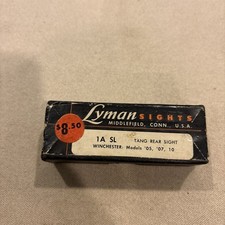 Lyman SIGHTS
MIDDLEFIELD, CONN., U.S.A.
$8.50
1A SL TANG REAR SIGHT
WINCHESTER: Models '05, '07, 10